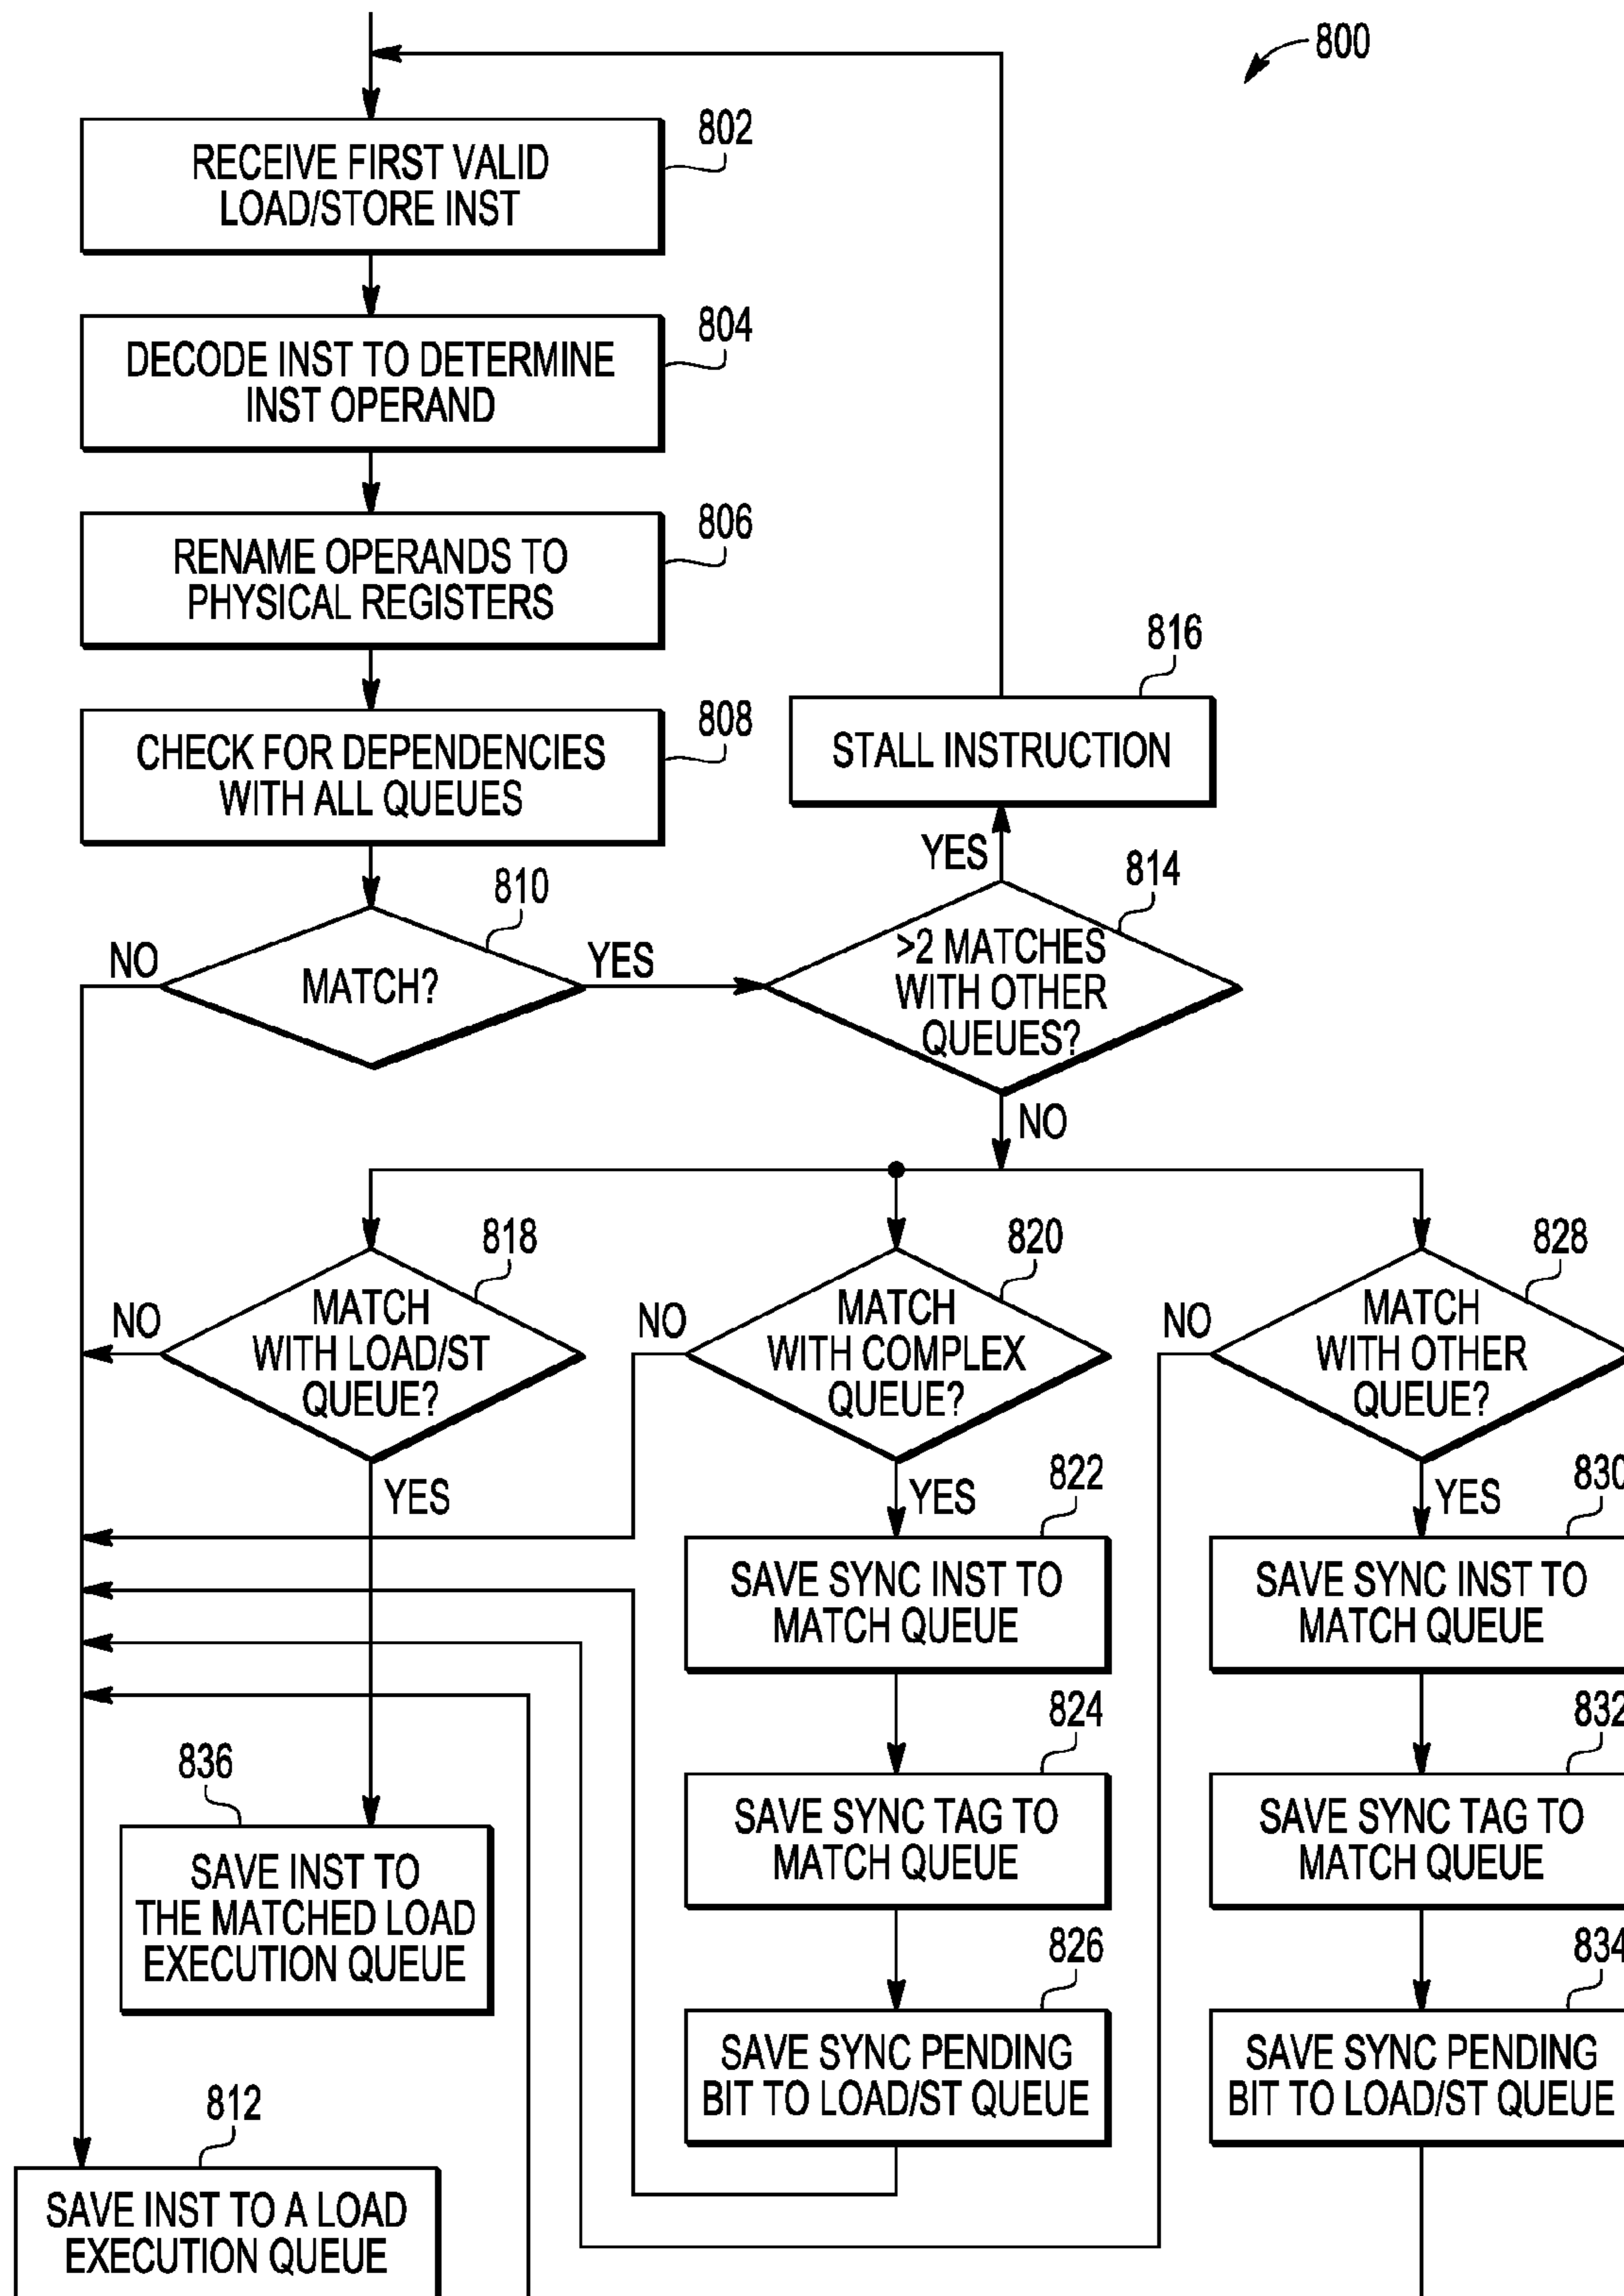 800
802
RECEIVE FIRST VALID
LOAD/STORE INST
804
DECODE INST TO DETERMINE
INST OPERAND
806
RENAME OPERANDS TO
PHYSICAL REGISTERS
816
STALL INSTRUCTION
808
CHECK FOR DEPENDENCIES
WITH ALL QUEUES
YES
814
810
NO
MATCH?
YES
>2 MATCHES
WITH OTHER
QUEUES?
NO
818
NO
MATCH
WITH LOAD/ST
QUEUE?
YES
820
NO
MATCH
WITH COMPLEX
QUEUE?
YES
828
NO
MATCH
WITH OTHER
QUEUE?
YES
822
SAVE SYNC INST TO
MATCH QUEUE
830
SAVE SYNC INST TO
MATCH QUEUE
824
SAVE SYNC TAG TO
MATCH QUEUE
832
SAVE SYNC TAG TO
MATCH QUEUE
836
SAVE INST TO
THE MATCHED LOAD
EXECUTION QUEUE
826
SAVE SYNC PENDING
BIT TO LOAD/ST QUEUE
834
SAVE SYNC PENDING
BIT TO LOAD/ST QUEUE
812
SAVE INST TO A LOAD
EXECUTION QUEUE